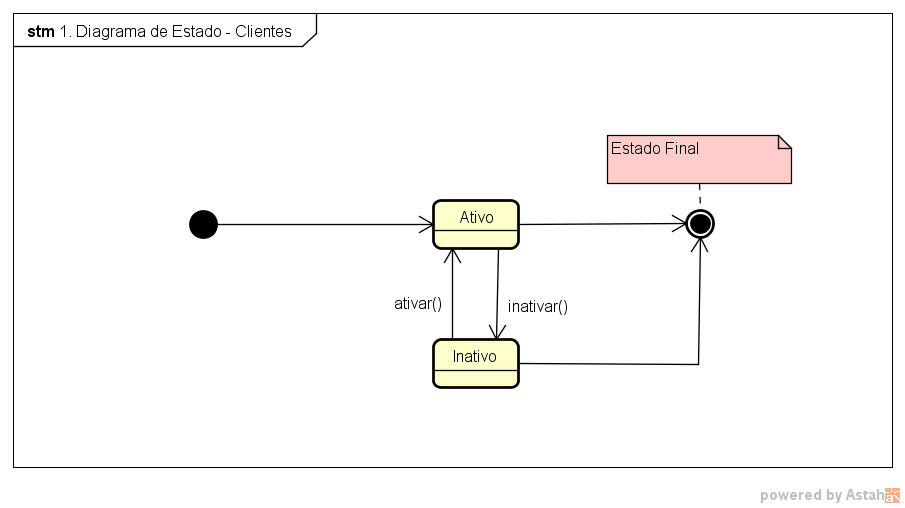 stm 1. Diagrama de Estado - Clientes
Estado Final
Ativo
ativar()
inativar()
Inativo
powered by Astah